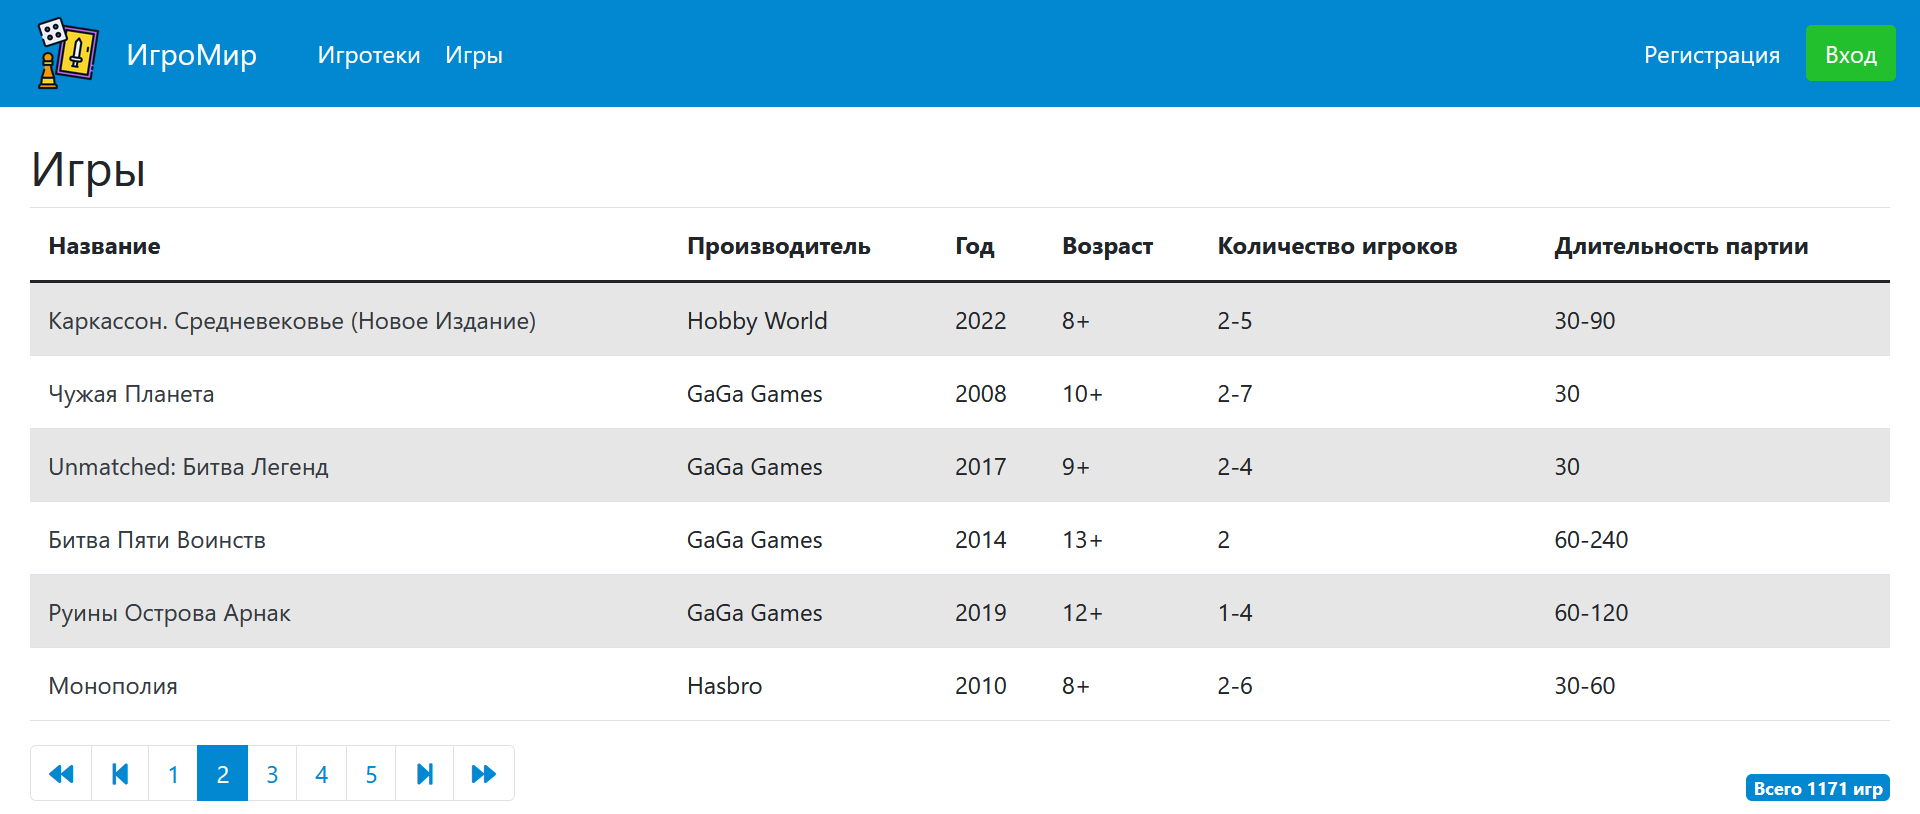 ИгроМир Игротеки Игры Регистрация Вход
Игры
Название Производитель Год Возраст Количество игроков Длительность партии
Каркассон. Средневековье (Новое Издание) Hobby World 2022 8+ 2-5 30-90
Чужая Планета GaGa Games 2008 10+ 2-7 30
Unmatched: Битва Легенд GaGa Games 2017 9+ 2-4 30
Битва Пяти Воинств GaGa Games 2014 13+ 2 60-240
Руины Острова Арнак GaGa Games 2019 12+ 1-4 60-120
Монополия Hasbro 2010 8+ 2-6 30-60
1 2 3 4 5
Всего 1171 игр